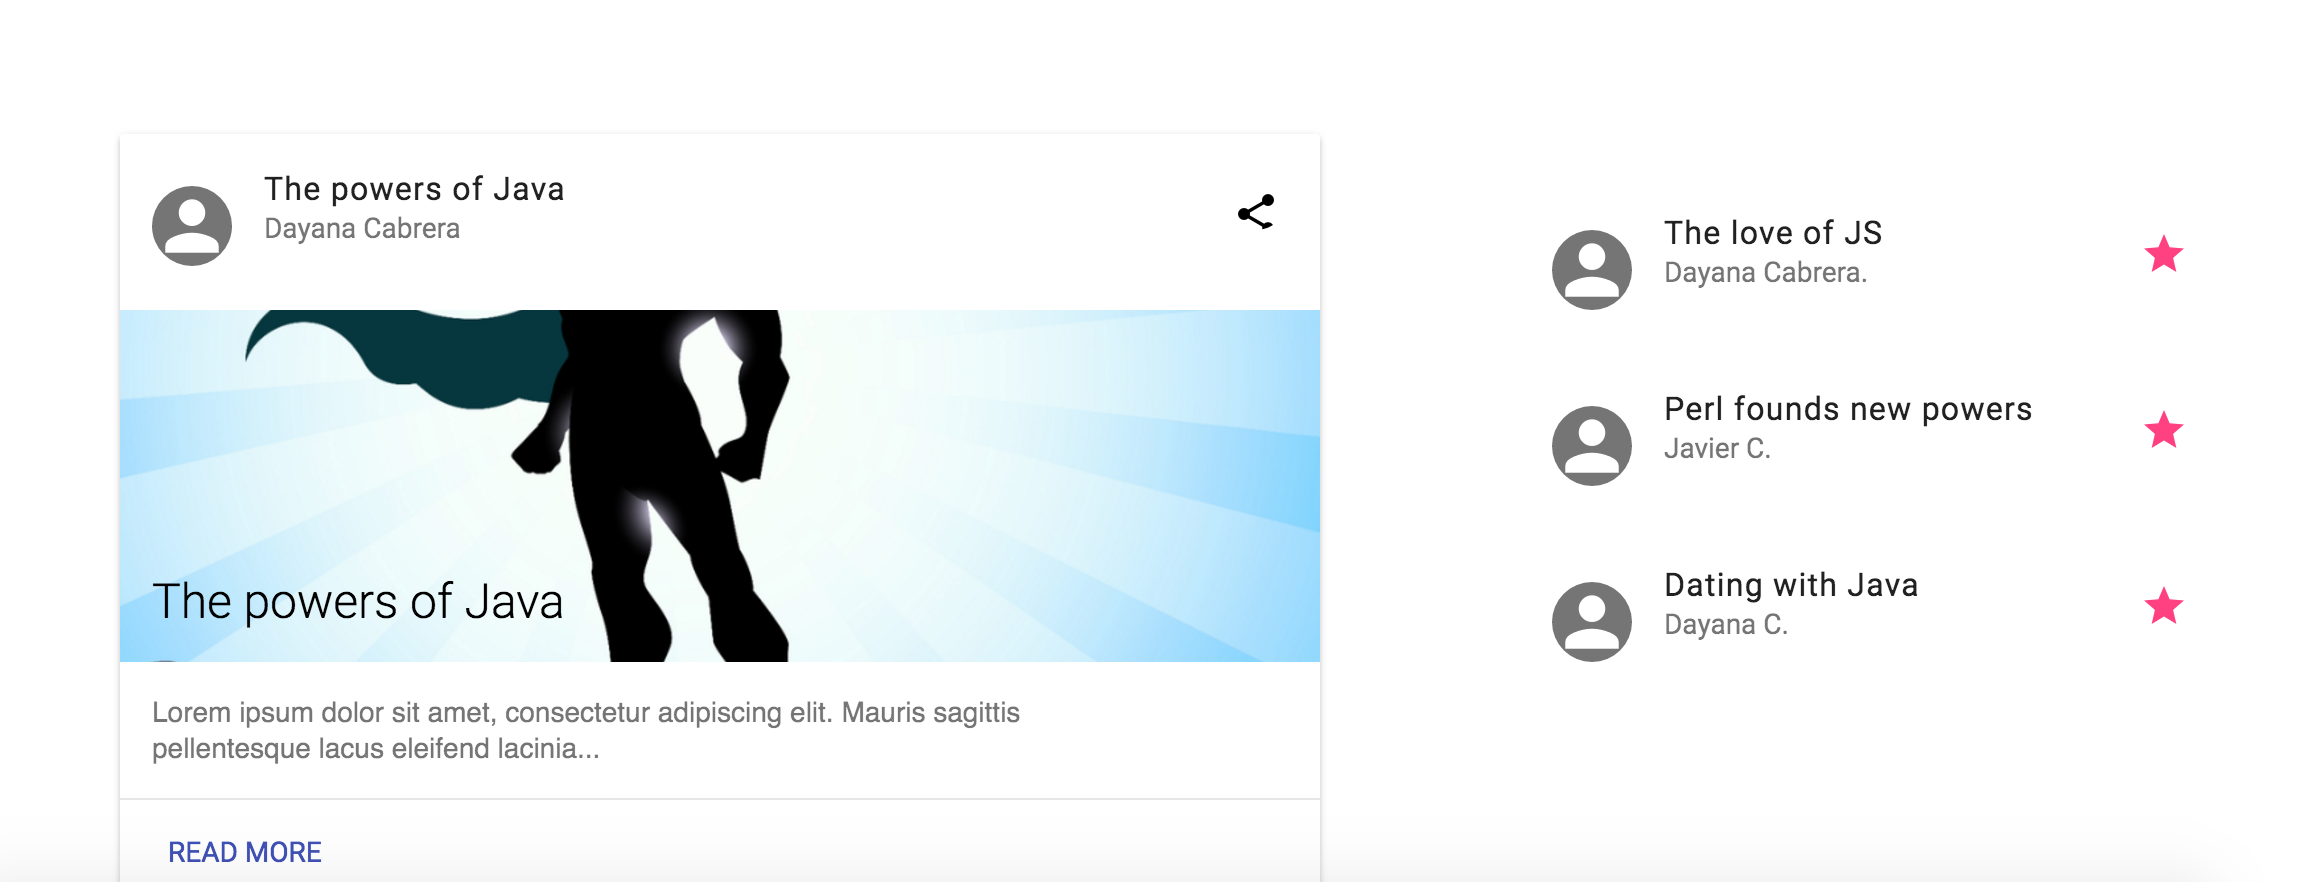 The powers of Java
Dayana Cabrera
The powers of Java
Lorem ipsum dolor sit amet, consectetur adipiscing elit. Mauris sagittis
pellentesque lacus eleifend lacinia...
READ MORE
The love of JS
Dayana Cabrera.
Perl founds new powers
Javier C.
Dating with Java
Dayana C.